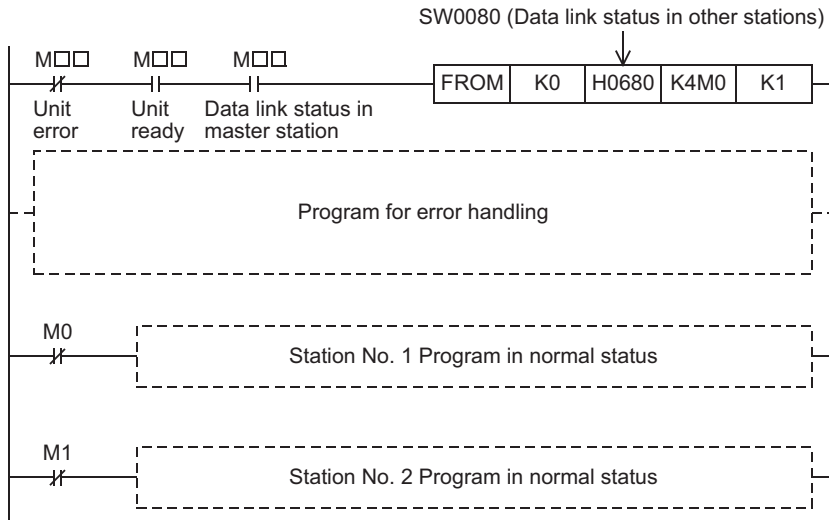 SW0080 (Data link status in other stations)
M□□ M□□ M□□
FROM K0 H0680 K4M0 K1
Unit error
Unit ready
Data link status in master station
Program for error handling
M0
Station No. 1 Program in normal status
M1
Station No. 2 Program in normal status